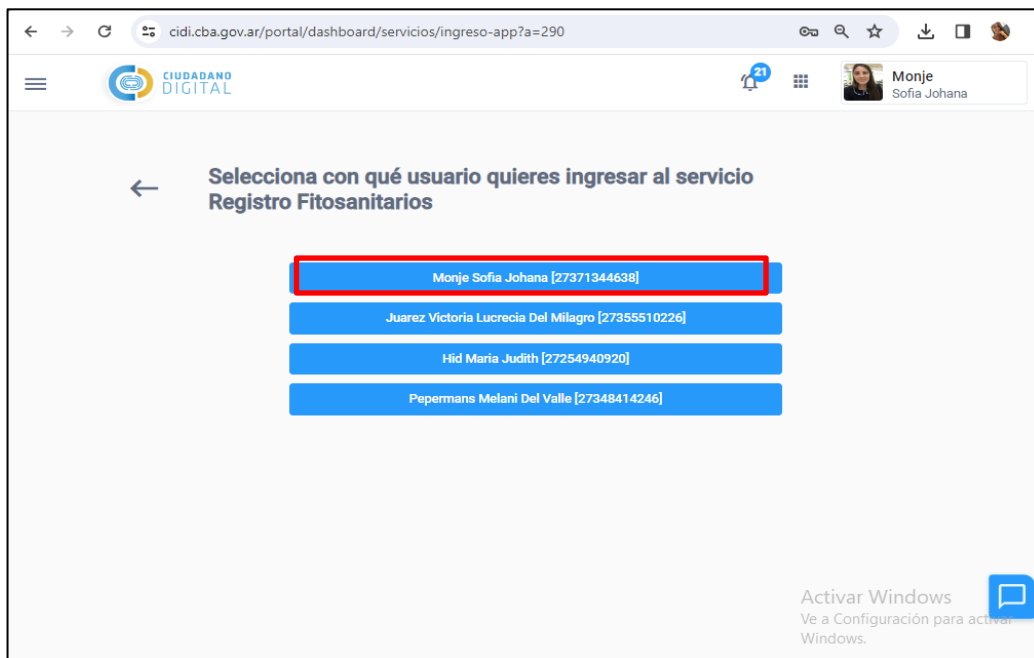 cidi.cba.gov.ar/portal/dashboard/servicios/ingreso-app?a=290
CIUDADANO
DIGITAL
21
Monje
Sofia Johana
Selecciona con qué usuario quieres ingresar al servicio
Registro Fitosanitarios
Monje Sofia Johana [27371344638]
Juarez Victoria Lucrecia Del Milagro [27355510226]
Hid Maria Judith [27254940920]
Pepermans Melani Del Valle [27348414246]
Activar Windows
Ve a Configuración para activar
Windows.